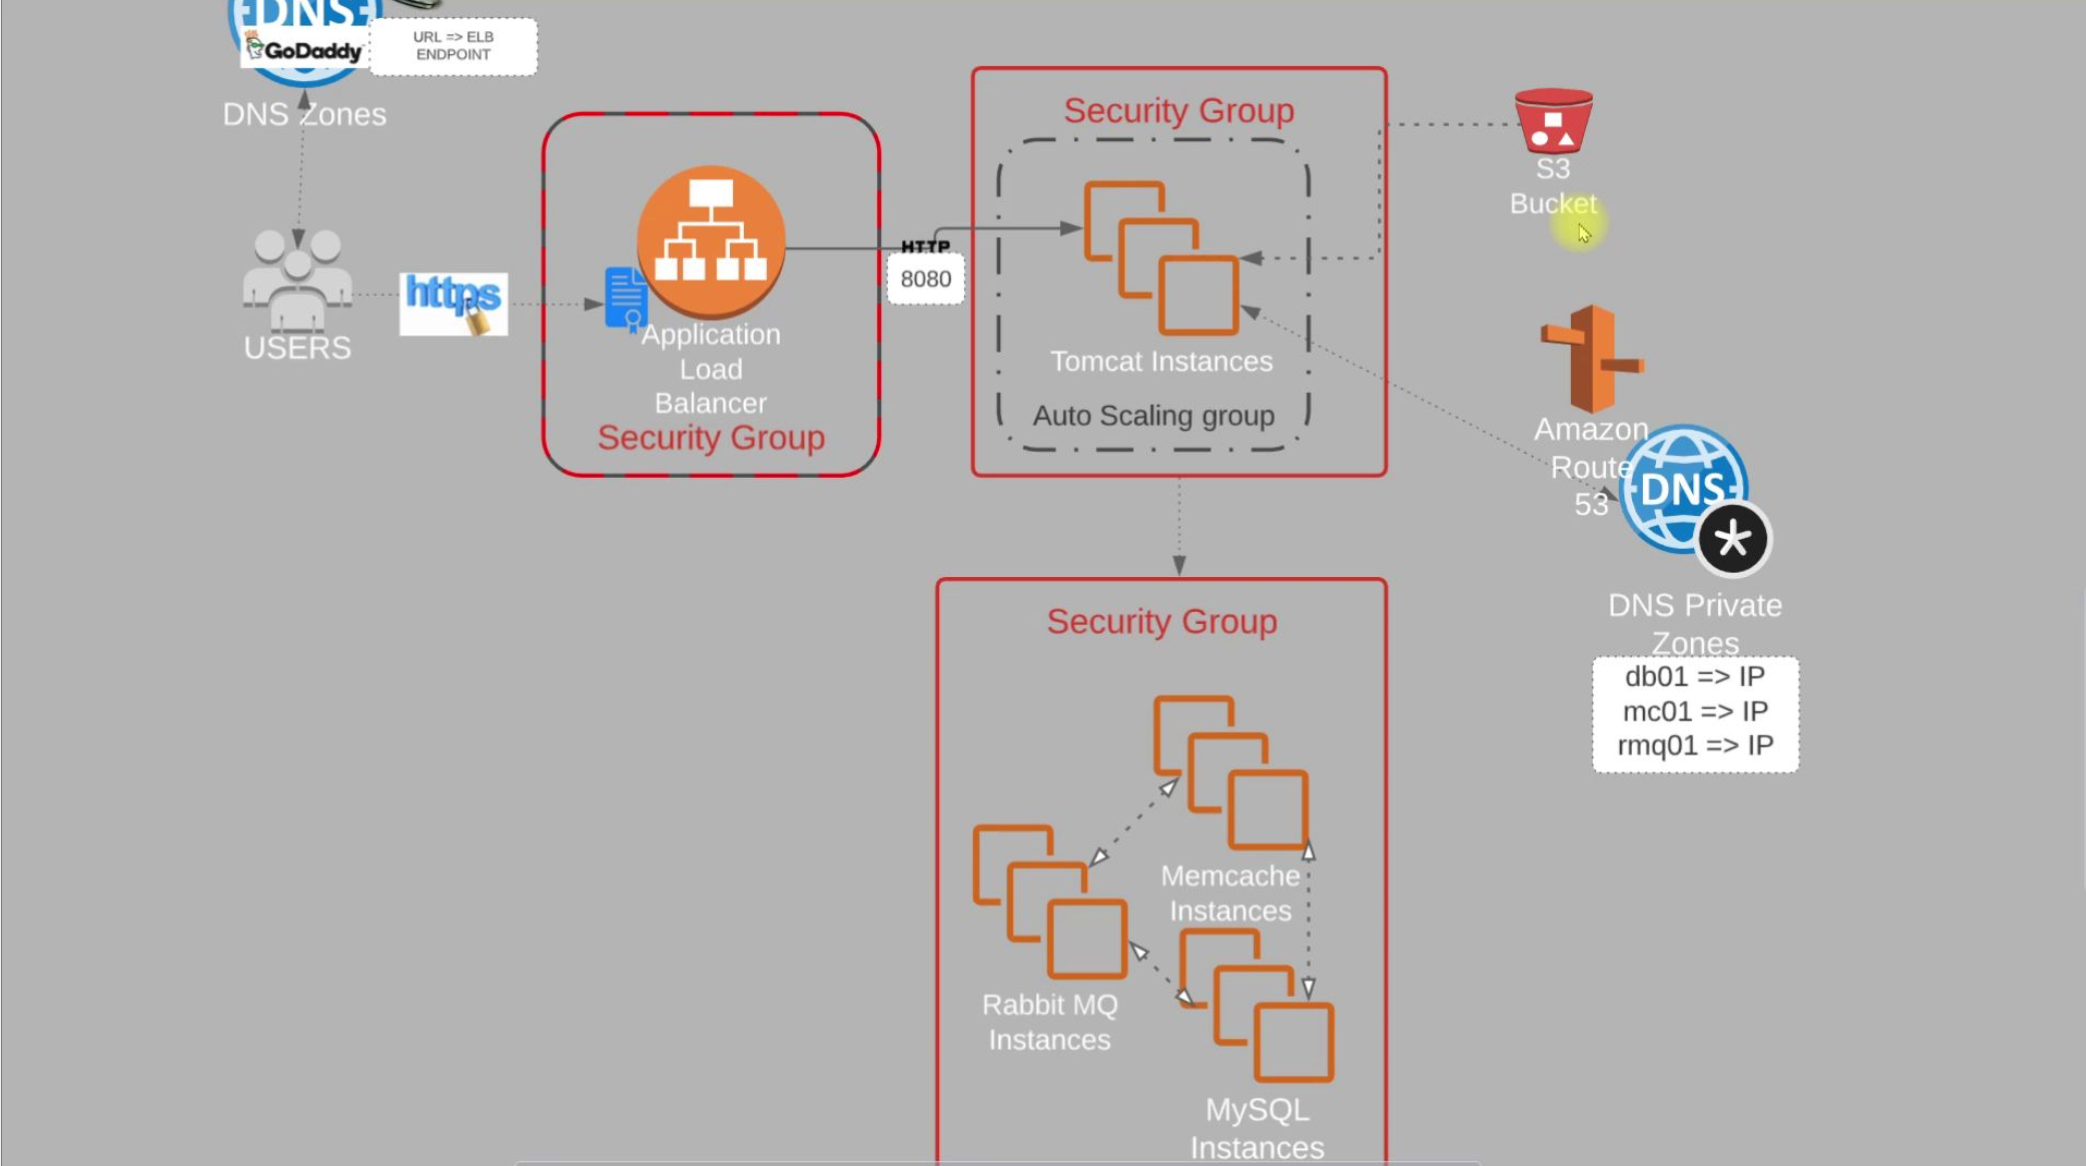 DNS
GoDaddy
URL => ELB
ENDPOINT
DNS Zones
USERS
https
Application
Load
Balancer
Security Group
HTTP
8080
Security Group
Tomcat Instances
Auto Scaling group
S3
Bucket
Amazon
Route
53
DNS
DNS Private
Zones
db01 => IP
mc01 => IP
rmq01 => IP
Security Group
Memcache
Instances
Rabbit MQ
Instances
MySQL
Instances